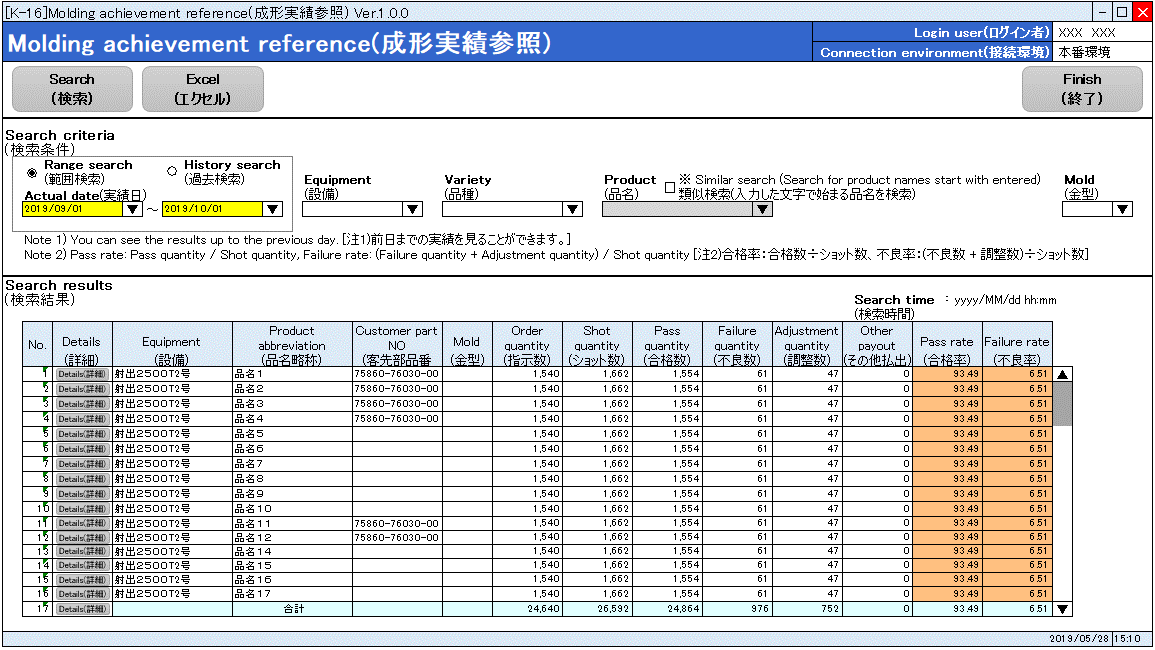 [K-16]Molding achievement reference(成形実績参照) Ver.1.0.0
Molding achievement reference(成形実績参照)
Login user(ログイン者) XXX XXX
Connection environment(接続環境) 本番環境
Search
(検索)
Excel
(エクセル)
Finish
(終了)
Search criteria
(検索条件)
Range search
(範囲検索)
History search
(過去検索)
Actual date(実績日)
2019/09/01 ～ 2019/10/01
Equipment
(設備)
Variety
(品種)
Product
(品名)
※ Similar search (Search for product names start with entered)
類似検索(入力した文字で始まる品名を検索)
Mold
(金型)
Note 1) You can see the results up to the previous day. [注1)前日までの実績を見ることができます。]
Note 2) Pass rate: Pass quantity / Shot quantity, Failure rate: (Failure quantity + Adjustment quantity) / Shot quantity [注2)合格率：合格数÷ショット数、不良率：(不良数 + 調整数)÷ショット数]
Search results
(検索結果)
Search time ： yyyy/MM/dd hh:mm
(検索時間)
No.
Details
(詳細)
Equipment
(設備)
Product
abbreviation
(品名略称)
Customer part
NO
(客先部品番
Mold
(金型)
Order
quantity
(指示数)
Shot
quantity
(ショット数)
Pass
quantity
(合格数)
Failure
quantity
(不良数)
Adjustment
quantity
(調整数)
Other
payout
(その他払出)
Pass rate
(合格率)
Failure rate
(不良率)
1 Details(詳細) 射出2500T2号 品名1 75860-76030-00 1,540 1,662 1,554 61 47 0 93.49 6.51
2 Details(詳細) 射出2500T2号 品名2 75860-76030-00 1,540 1,662 1,554 61 47 0 93.49 6.51
3 Details(詳細) 射出2500T2号 品名3 75860-76030-00 1,540 1,662 1,554 61 47 0 93.49 6.51
4 Details(詳細) 射出2500T2号 品名4 75860-76030-00 1,540 1,662 1,554 61 47 0 93.49 6.51
5 Details(詳細) 射出2500T2号 品名5 1,540 1,662 1,554 61 47 0 93.49 6.51
6 Details(詳細) 射出2500T2号 品名6 1,540 1,662 1,554 61 47 0 93.49 6.51
7 Details(詳細) 射出2500T2号 品名7 1,540 1,662 1,554 61 47 0 93.49 6.51
8 Details(詳細) 射出2500T2号 品名8 1,540 1,662 1,554 61 47 0 93.49 6.51
9 Details(詳細) 射出2500T2号 品名9 1,540 1,662 1,554 61 47 0 93.49 6.51
10 Details(詳細) 射出2500T2号 品名10 1,540 1,662 1,554 61 47 0 93.49 6.51
11 Details(詳細) 射出2500T2号 品名11 75860-76030-00 1,540 1,662 1,554 61 47 0 93.49 6.51
12 Details(詳細) 射出2500T2号 品名12 75860-76030-00 1,540 1,662 1,554 61 47 0 93.49 6.51
13 Details(詳細) 射出2500T2号 品名14 1,540 1,662 1,554 61 47 0 93.49 6.51
14 Details(詳細) 射出2500T2号 品名15 1,540 1,662 1,554 61 47 0 93.49 6.51
15 Details(詳細) 射出2500T2号 品名16 1,540 1,662 1,554 61 47 0 93.49 6.51
16 Details(詳細) 射出2500T2号 品名17 1,540 1,662 1,554 61 47 0 93.49 6.51
17 Details(詳細) 合計 24,640 26,592 24,864 976 752 0 93.49 6.51
2019/05/28 15:10